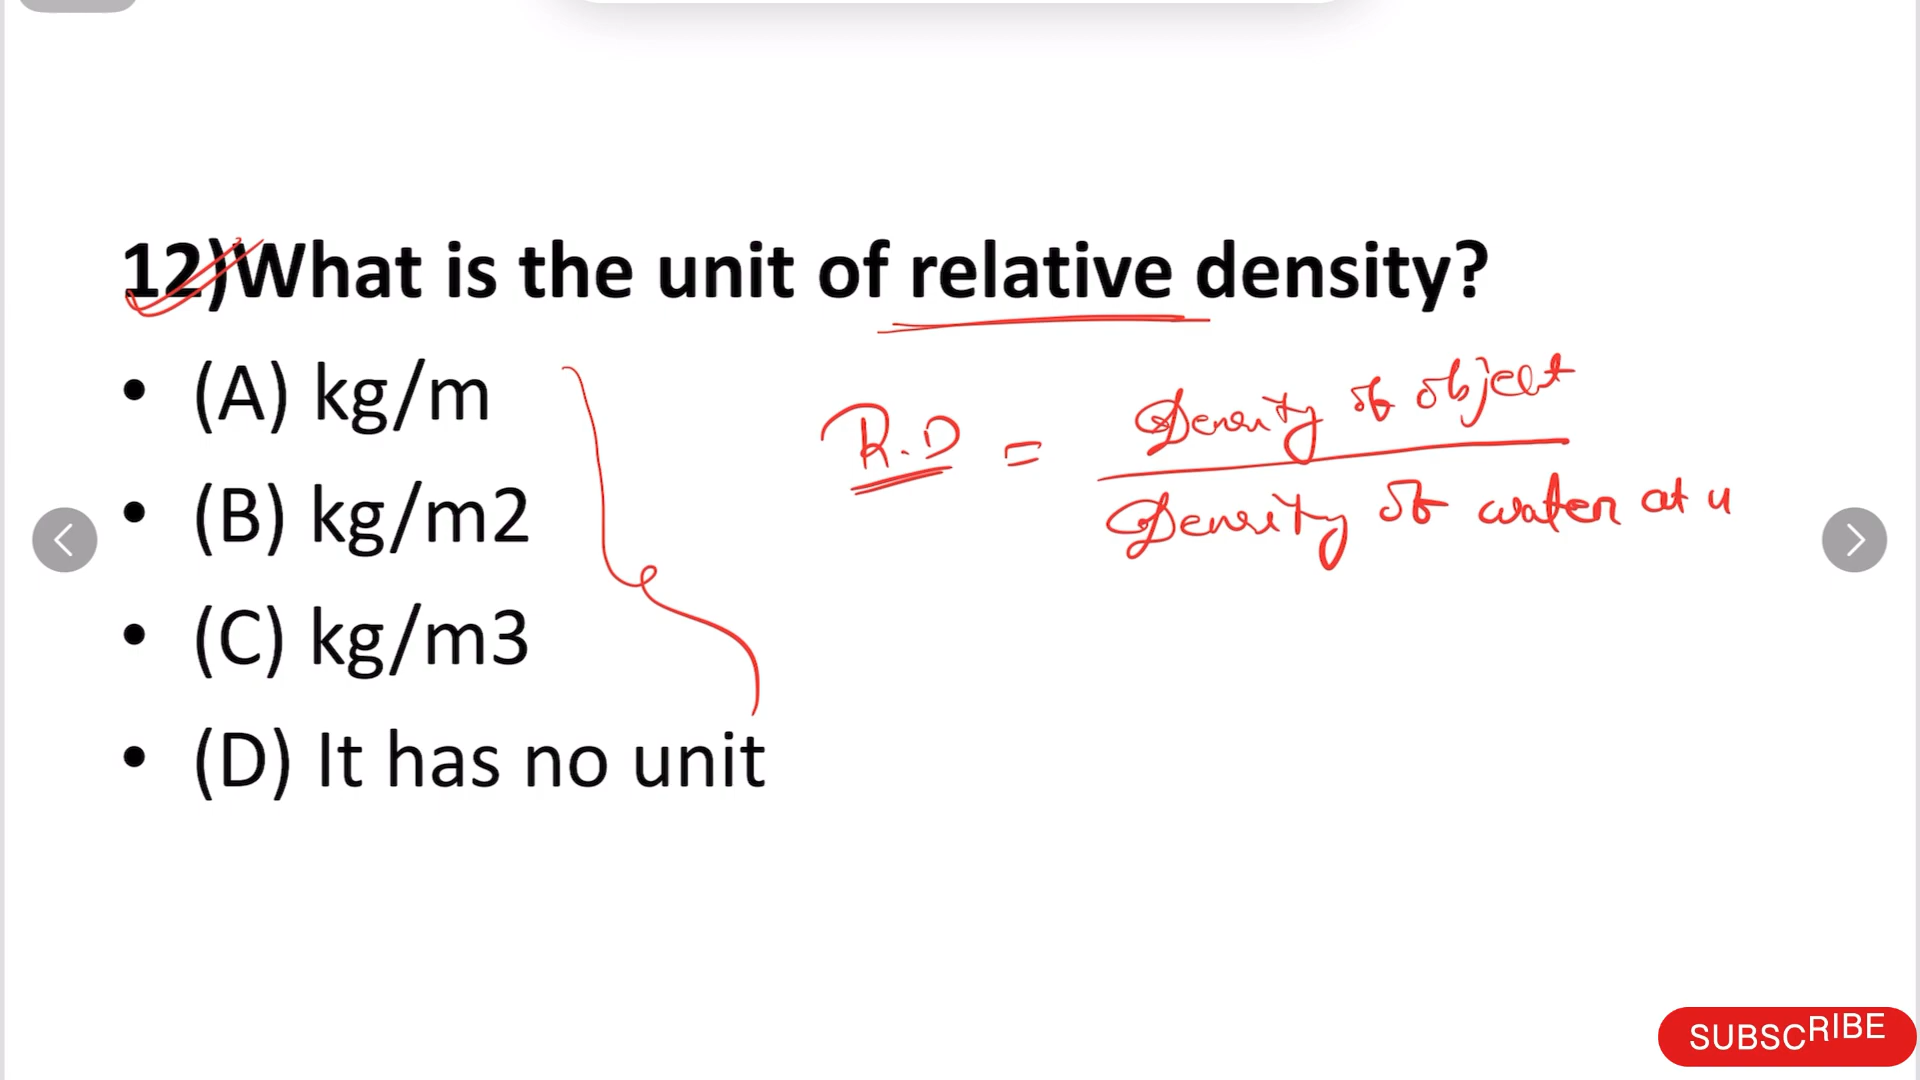 12)What is the unit of relative density?
• (A) kg/m
• (B) kg/m2
• (C) kg/m3
• (D) It has no unit
R.D = Density of object
Density of water at 4
SUBSCRIBE